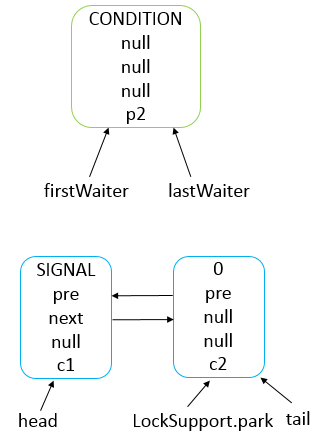 CONDITION
null
null
null
p2
firstWaiter
lastWaiter
SIGNAL
pre
next
null
c1
0
pre
null
null
c2
head
LockSupport.park
tail